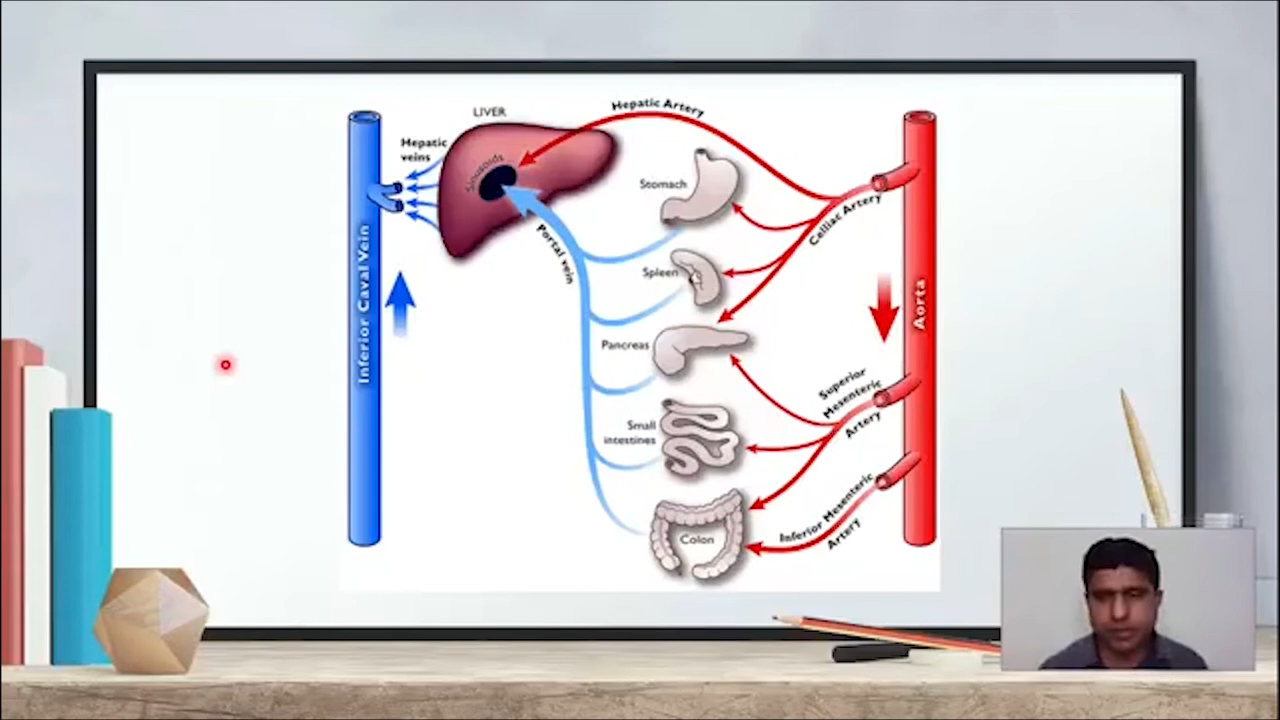 LIVER
Hepatic Artery
Hepatic
veins
Sinusoids
Stomach
Celliac Artery
Portal vein
Spleen
Inferior Caval Vein
Aorta
Pancreas
Superior
Mesenteric
Artery
Small
intestines
Inferior Mesenteric
Artery
Colon